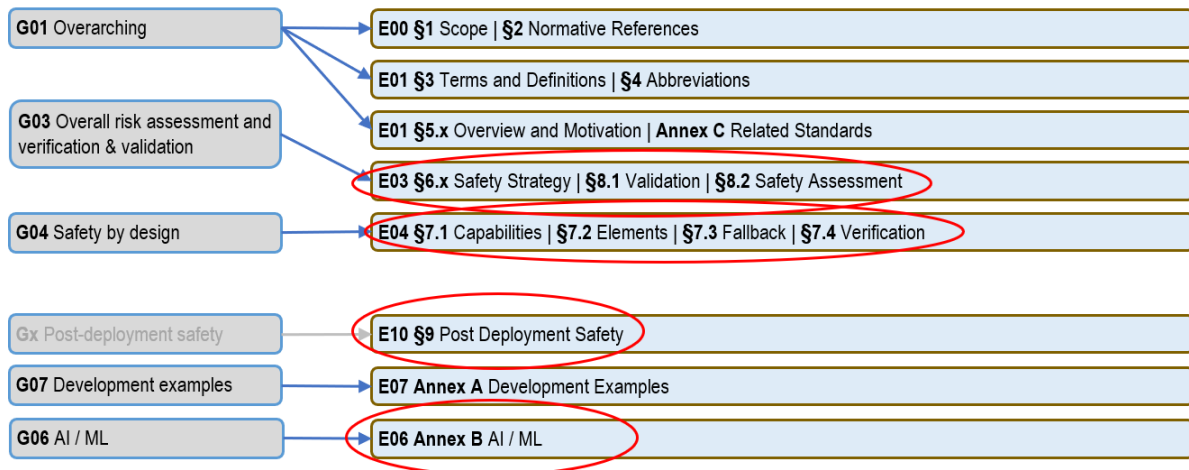 G01 Overarching
E00 §1 Scope | §2 Normative References
E01 §3 Terms and Definitions | §4 Abbreviations
G03 Overall risk assessment and
verification & validation
E01 §5.x Overview and Motivation | Annex C Related Standards
E03 §6.x Safety Strategy | §8.1 Validation | §8.2 Safety Assessment
G04 Safety by design
E04 §7.1 Capabilities | §7.2 Elements | §7.3 Fallback | §7.4 Verification
Gx Post-deployment safety
E10 §9 Post Deployment Safety
G07 Development examples
E07 Annex A Development Examples
G06 AI / ML
E06 Annex B AI / ML